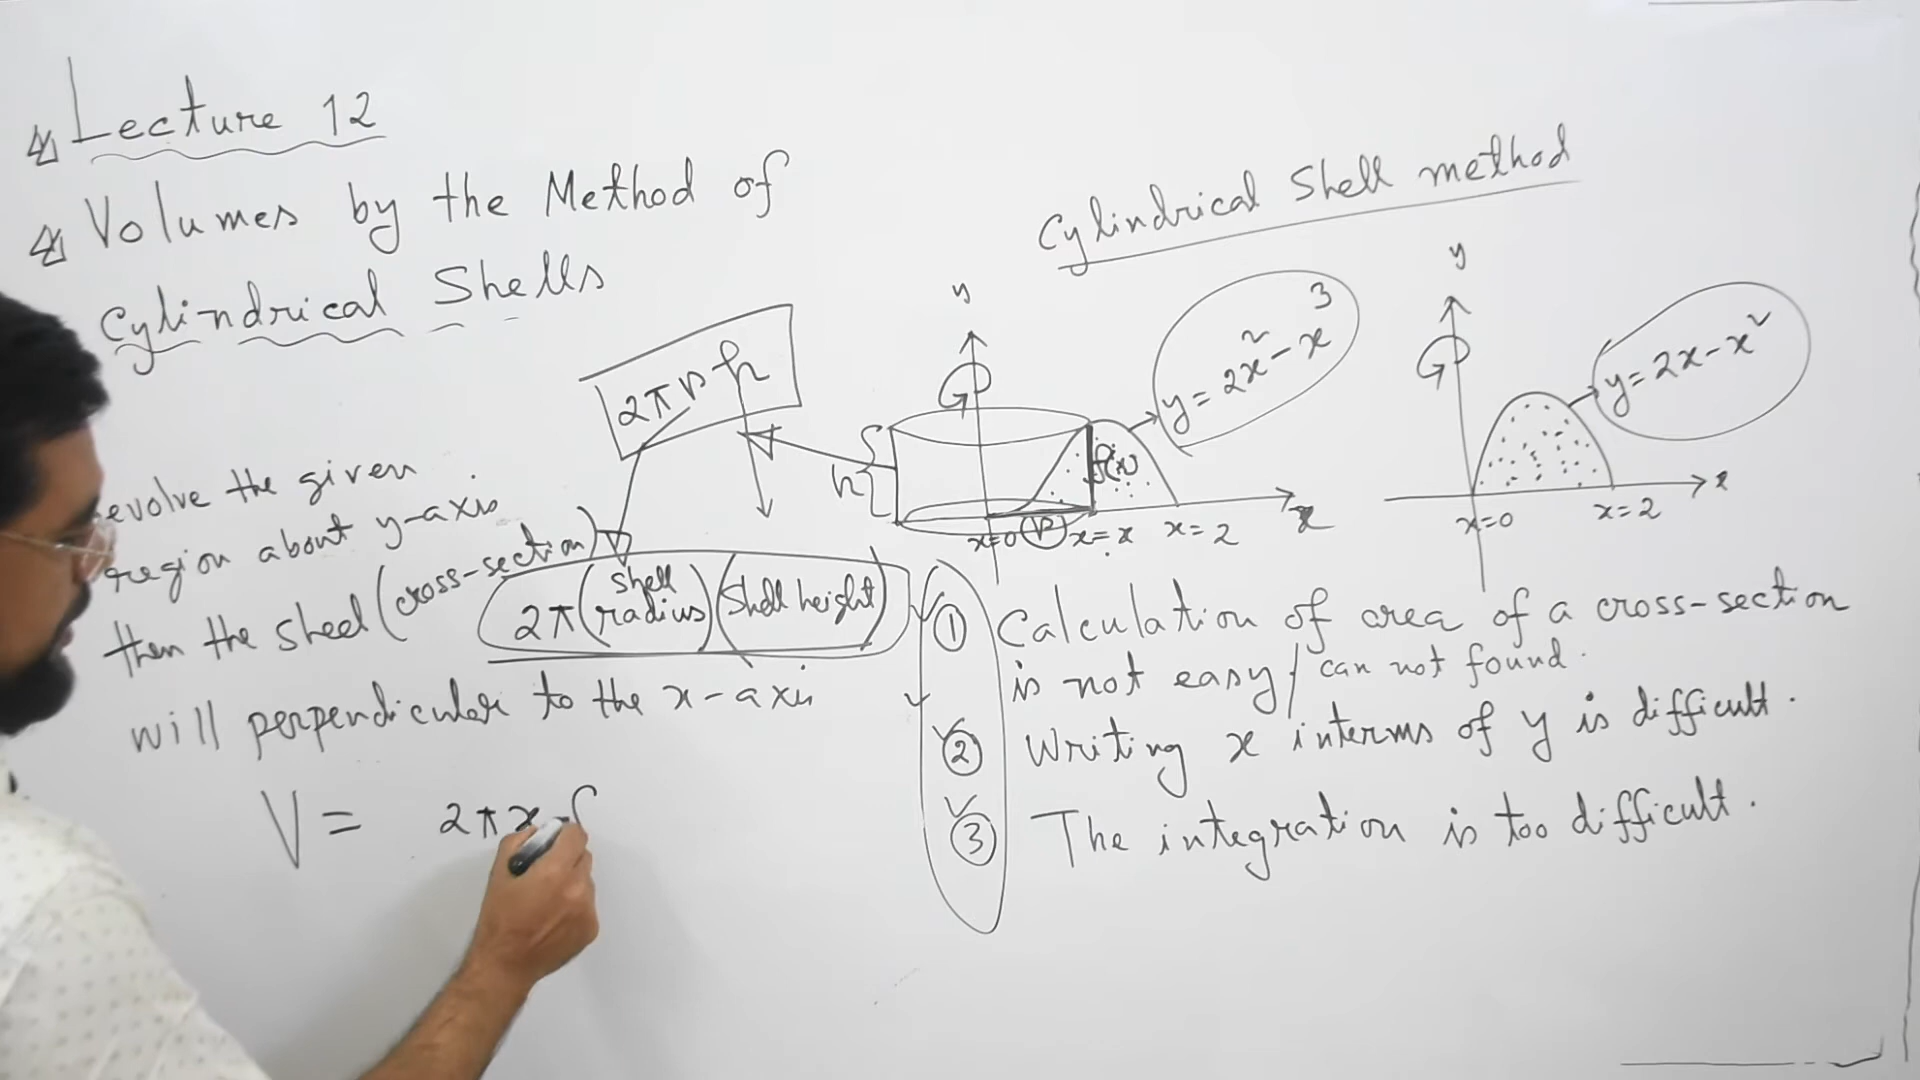 Lecture 12
Volumes by the Method of
Cylindrical Shells
Cylindrical Shell method
2πrh
y
y = 2x² - x³
h
f(x)
x=0 r x=x x=2
x
y
y = 2x - x²
x=0
x=2
x
evolve the given
region about y-axis
then the sheel (cross-section)
2π (shell radius) (Shell height)
will perpendicular to the x-axis
V = 2πx f
① Calculation of area of a cross-section
is not easy / can not found.
② Writing x interms of y is difficult.
③ The integration is too difficult.